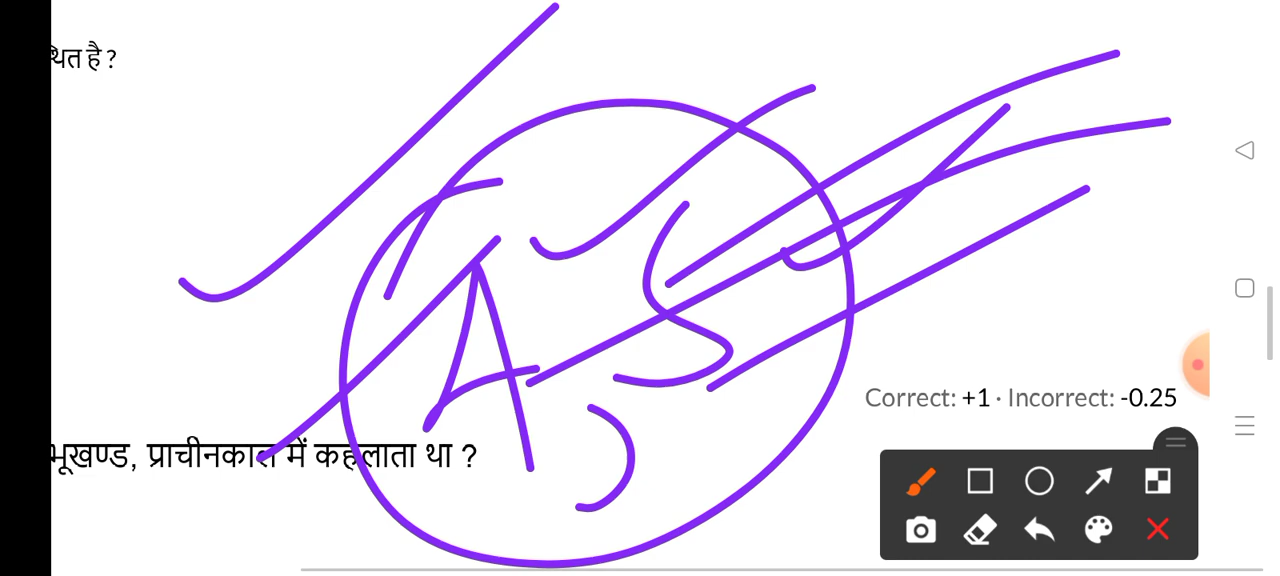 थित है ?
A S
Correct: +1 · Incorrect: -0.25
भूखण्ड, प्राचीनकाल में कहलाता था ?